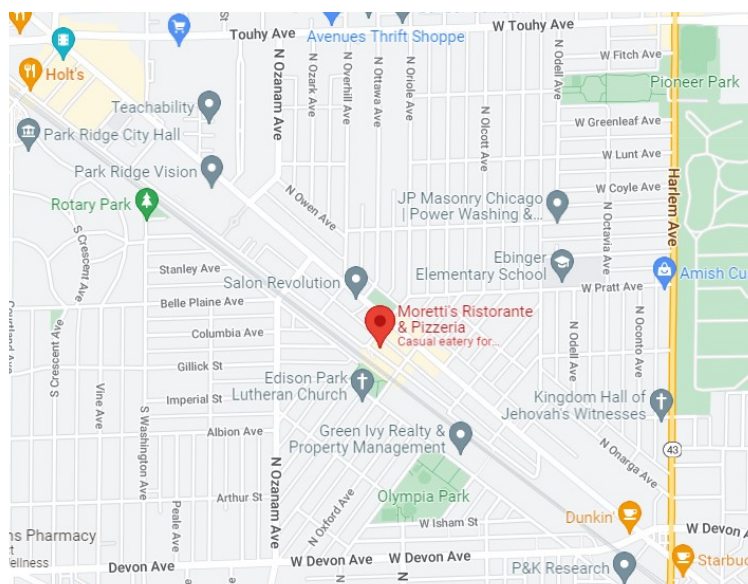 W Touhy Ave
Touhy Ave
Avenues Thrift Shoppe
W Fitch Ave
Holt's
N Ozanam Ave
N Ozark Ave
N Overhill Ave
N Ottawa Ave
N Oriole Ave
N Odell Ave
Pioneer Park
Teachability
N Olcott Ave
W Greenleaf Ave
Park Ridge City Hall
W Lunt Ave
Park Ridge Vision
Harlem Ave
W Coyle Ave
N Owen Ave
Rotary Park
JP Masonry Chicago
| Power Washing &...
N Octavia Ave
S Crescent Ave
Stanley Ave
Salon Revolution
Ebinger
Elementary School
Amish Cu
W Pratt Ave
Belle Plaine Ave
Moretti's Ristorante
& Pizzeria
Casual eatery for...
Columbia Ave
S Crescent Ave
N Odell Ave
N Oconto Ave
Gillick St
Edison Park
Lutheran Church
Vine Ave
Imperial St
Kingdom Hall of
Jehovah's Witnesses
S Washington Ave
Albion Ave
Green Ivy Realty &
Property Management
N Onarga Ave
43
N Ozanam Ave
Arthur St
Peale Ave
N Oxford Ave
Olympia Park
W Isham St
Dunkin'
ns Pharmacy
ellness
Devon Ave
W Devon Ave
W Devon Ave
W Devon A
P&K Research
Starbu